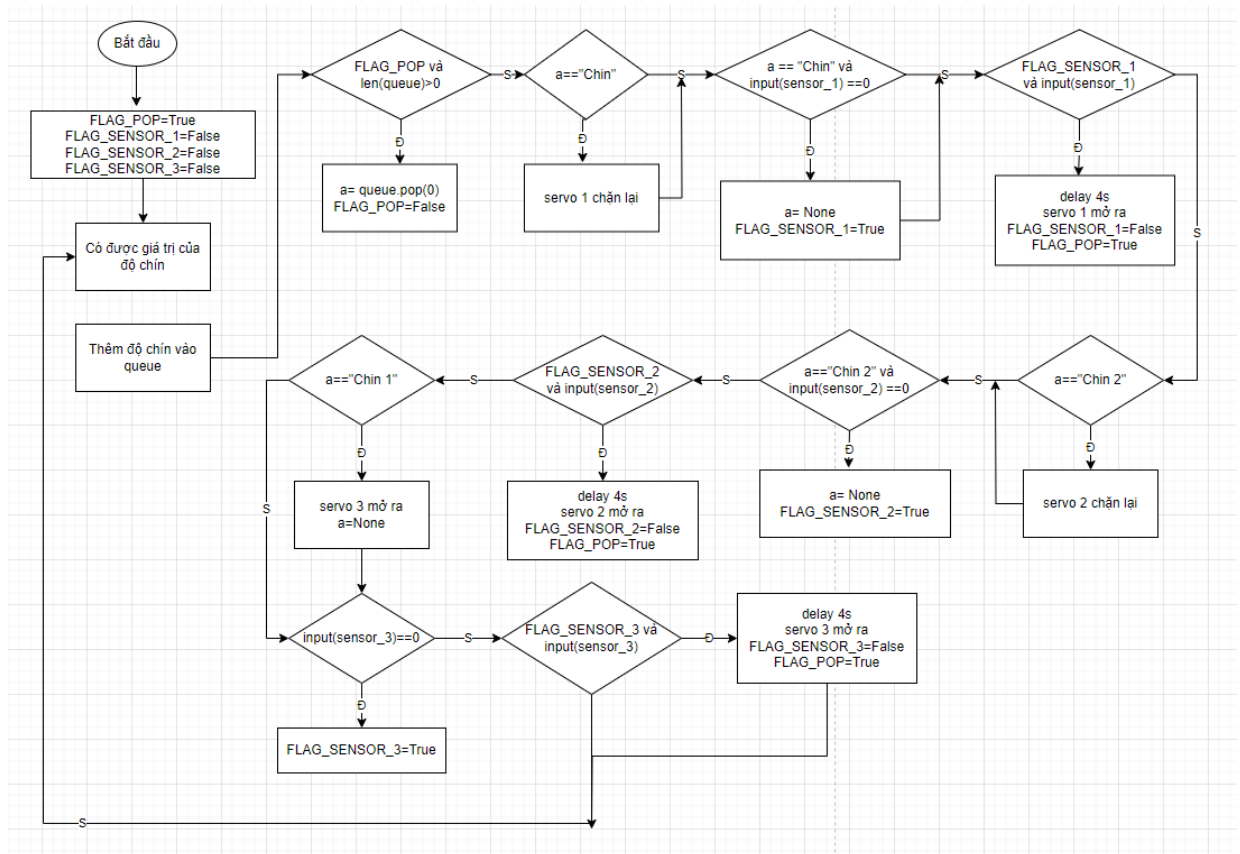 Bắt đầu
FLAG_POP=True
FLAG_SENSOR_1=False
FLAG_SENSOR_2=False
FLAG_SENSOR_3=False
Có được giá trị của
độ chín
Thêm độ chín vào
queue
FLAG_POP và
len(queue)>0
S
Đ
a= queue.pop(0)
FLAG_POP=False
a=="Chin"
S
Đ
servo 1 chặn lại
a == "Chin" và
input(sensor_1) ==0
S
Đ
a= None
FLAG_SENSOR_1=True
FLAG_SENSOR_1
và input(sensor_1)
S
Đ
delay 4s
servo 1 mở ra
FLAG_SENSOR_1=False
FLAG_POP=True
a=="Chin 2"
S
Đ
servo 2 chặn lại
a=="Chin 2" và
input(sensor_2) ==0
S
Đ
a= None
FLAG_SENSOR_2=True
FLAG_SENSOR_2
và input(sensor_2)
S
Đ
delay 4s
servo 2 mở ra
FLAG_SENSOR_2=False
FLAG_POP=True
a=="Chin 1"
S
Đ
servo 3 mở ra
a=None
input(sensor_3)==0
S
Đ
FLAG_SENSOR_3=True
FLAG_SENSOR_3 và
input(sensor_3)
Đ
delay 4s
servo 3 mở ra
FLAG_SENSOR_3=False
FLAG_POP=True
S